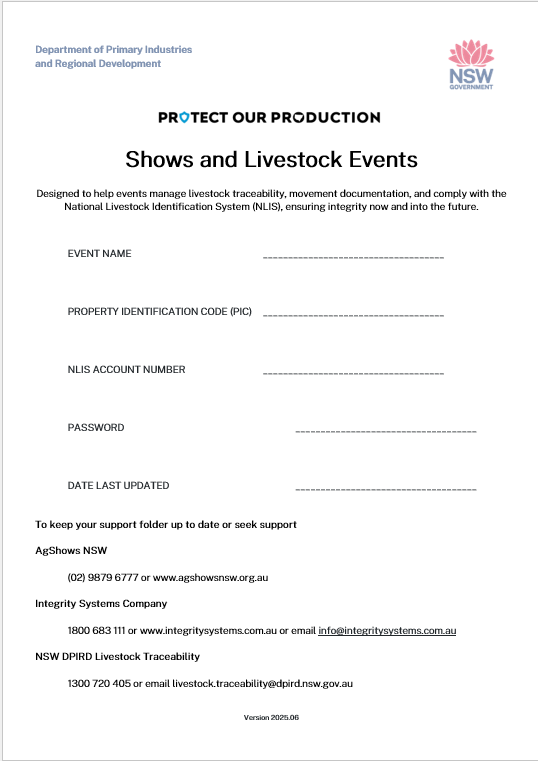 Department of Primary Industries
and Regional Development
NSW
GOVERNMENT
PROTECT OUR PRODUCTION
Shows and Livestock Events
Designed to help events manage livestock traceability, movement documentation, and comply with the
National Livestock Identification System (NLIS), ensuring integrity now and into the future.
EVENT NAME ______________________________
PROPERTY IDENTIFICATION CODE (PIC) ______________________________
NLIS ACCOUNT NUMBER ______________________________
PASSWORD ______________________________
DATE LAST UPDATED ______________________________
To keep your support folder up to date or seek support
AgShows NSW
(02) 9879 6777 or www.agshowsnsw.org.au
Integrity Systems Company
1800 683 111 or www.integritysystems.com.au or email info@integritysystems.com.au
NSW DPIRD Livestock Traceability
1300 720 405 or email livestock.traceability@dpird.nsw.gov.au
Version 2025.06